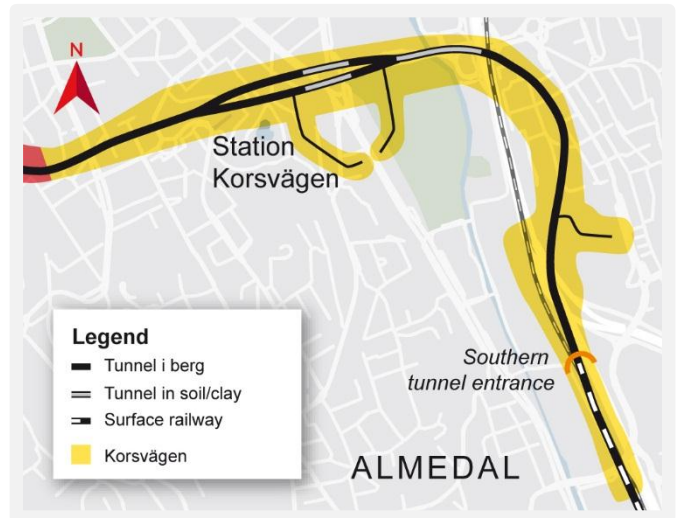 N
Station
Korsvägen
Legend
Tunnel i berg
Tunnel in soil/clay
Surface railway
Korsvägen
Southern
tunnel entrance
ALMEDAL